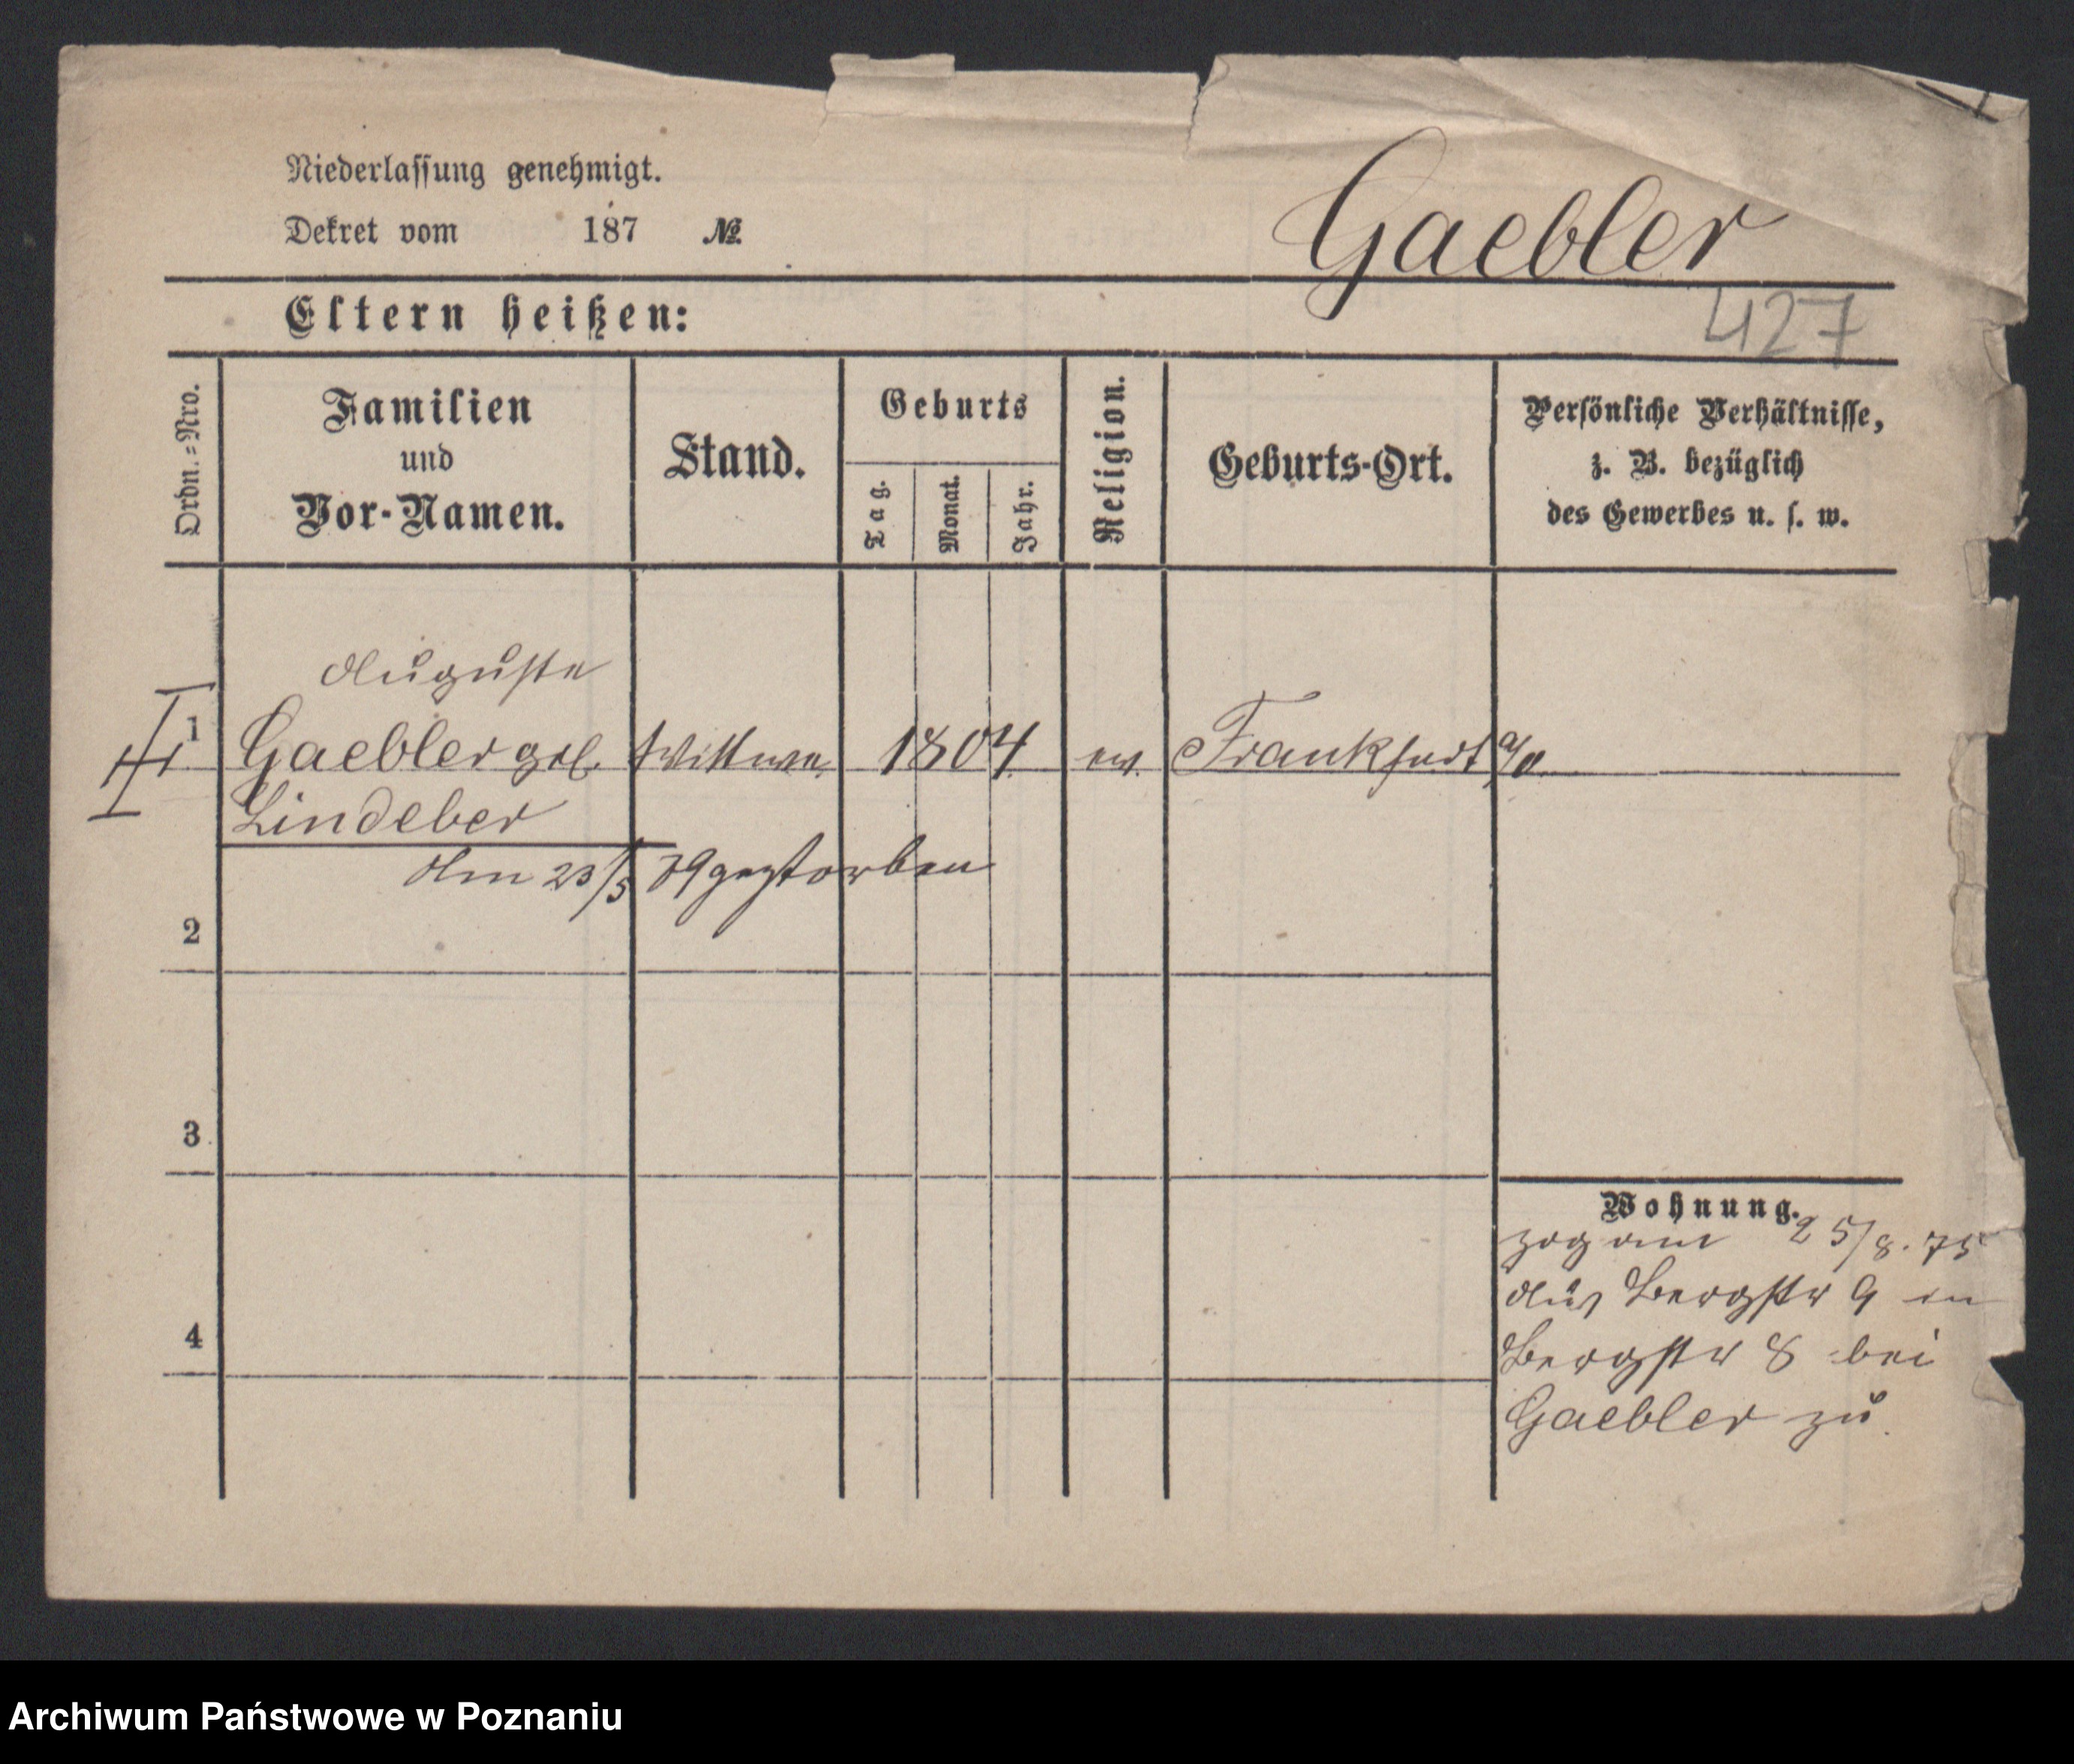 Niederlassung genehmigt.
Dekret vom 187 №
Gaebler
Eltern heißen:
427
Ordn.=Nro.
Familien
und
Vor-Namen.
Stand.
Geburts
Tag.
Monat.
Jahr.
Religion.
Geburts-Ort.
Persönliche Verhältnisse,
z. B. bezüglich
des Gewerbes u. s. w.
Auguste
1 Gaebler geb. Wittwe. 1804 ev. Frankfurt a/O
Lindeber
Am 23/5 79 gestorben
2
3
4
Wohnung.
zog am 25/8. 75
aus Bergstr 9 in
Bergstr 8 bei
Gaebler zu.
Archiwum Państwowe w Poznaniu